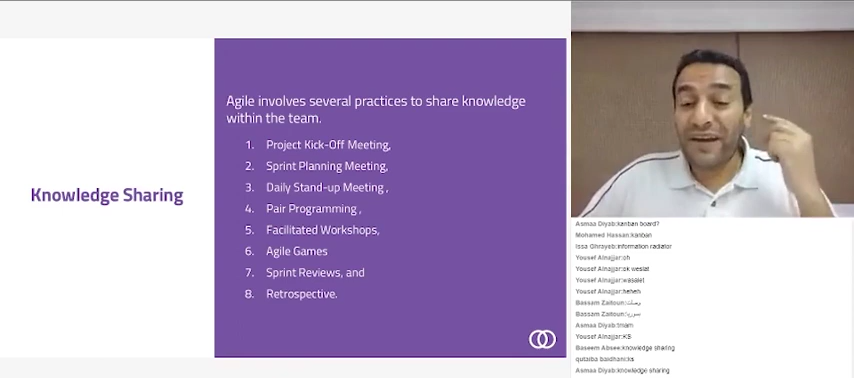 Knowledge Sharing
Agile involves several practices to share knowledge
within the team.
1. Project Kick-Off Meeting,
2. Sprint Planning Meeting,
3. Daily Stand-up Meeting ,
4. Pair Programming ,
5. Facilitated Workshops,
6. Agile Games
7. Sprint Reviews, and
8. Retrospective.
Asmaa Diyab:kanban board?
Mohamed Hassan:kanban
Issa Ghrayeb:information radiator
Yousef Alnajjar:oh
Yousef Alnajjar:ok weslat
Yousef Alnajjar:waselet
Yousef Alnajjar:heheh
Bassam Zaitoun:وصلت
Bassam Zaitoun:سوريا
Asmaa Diyab:tmam
Yousef Alnajjar:KS
Baseem Absee:knowledge sharing
qutaiba baidhani:ks
Asmaa Diyab:knowledge sharing